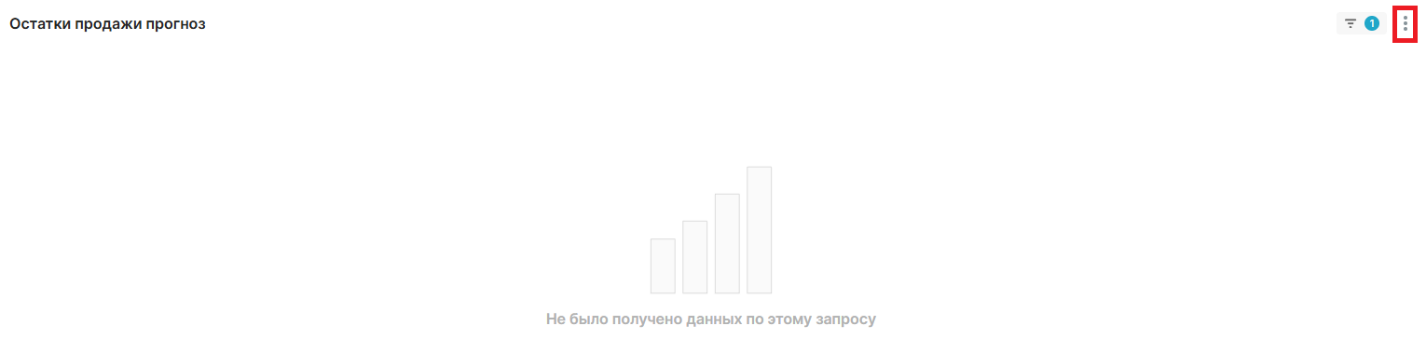 Остатки продажи прогноз
1
Не было получено данных по этому запросу